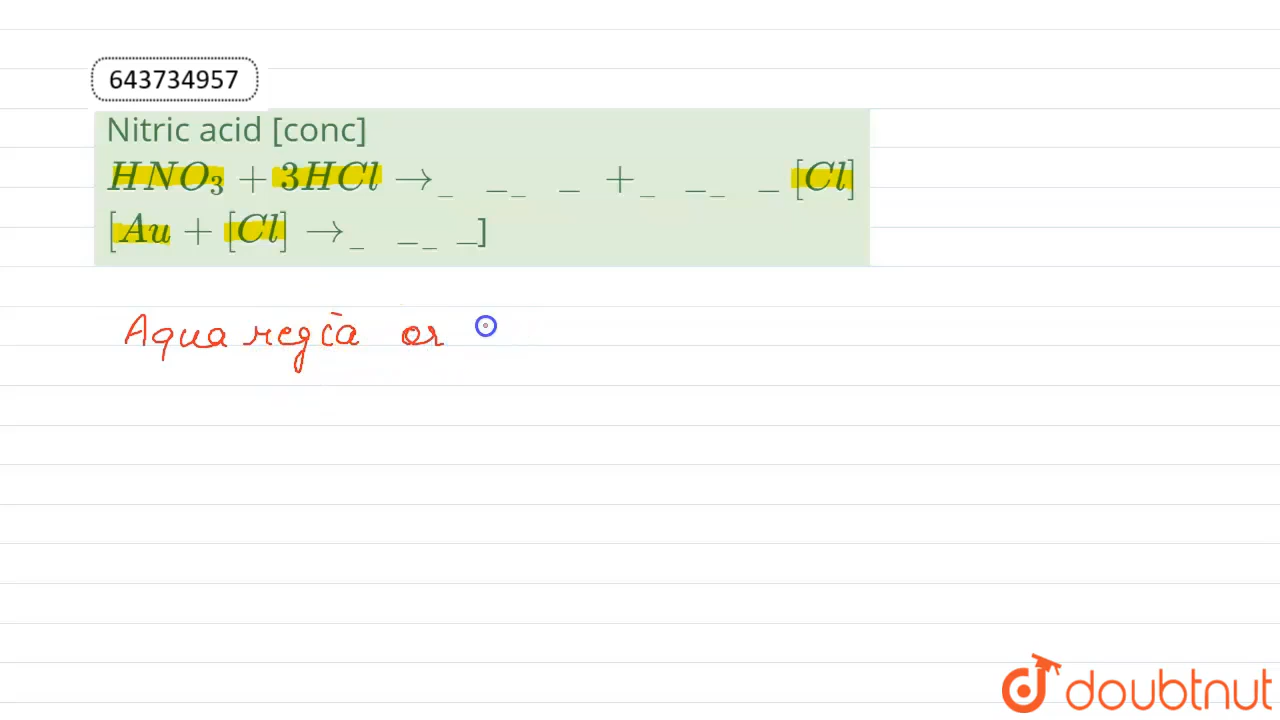 643734957
Nitric acid [conc]
HNO₃ + 3HCl → _ _ _ _ + _ _ _ _ [Cl]
[Au + [Cl] → _ _ _ _]
Aqua regia or
doubtnut